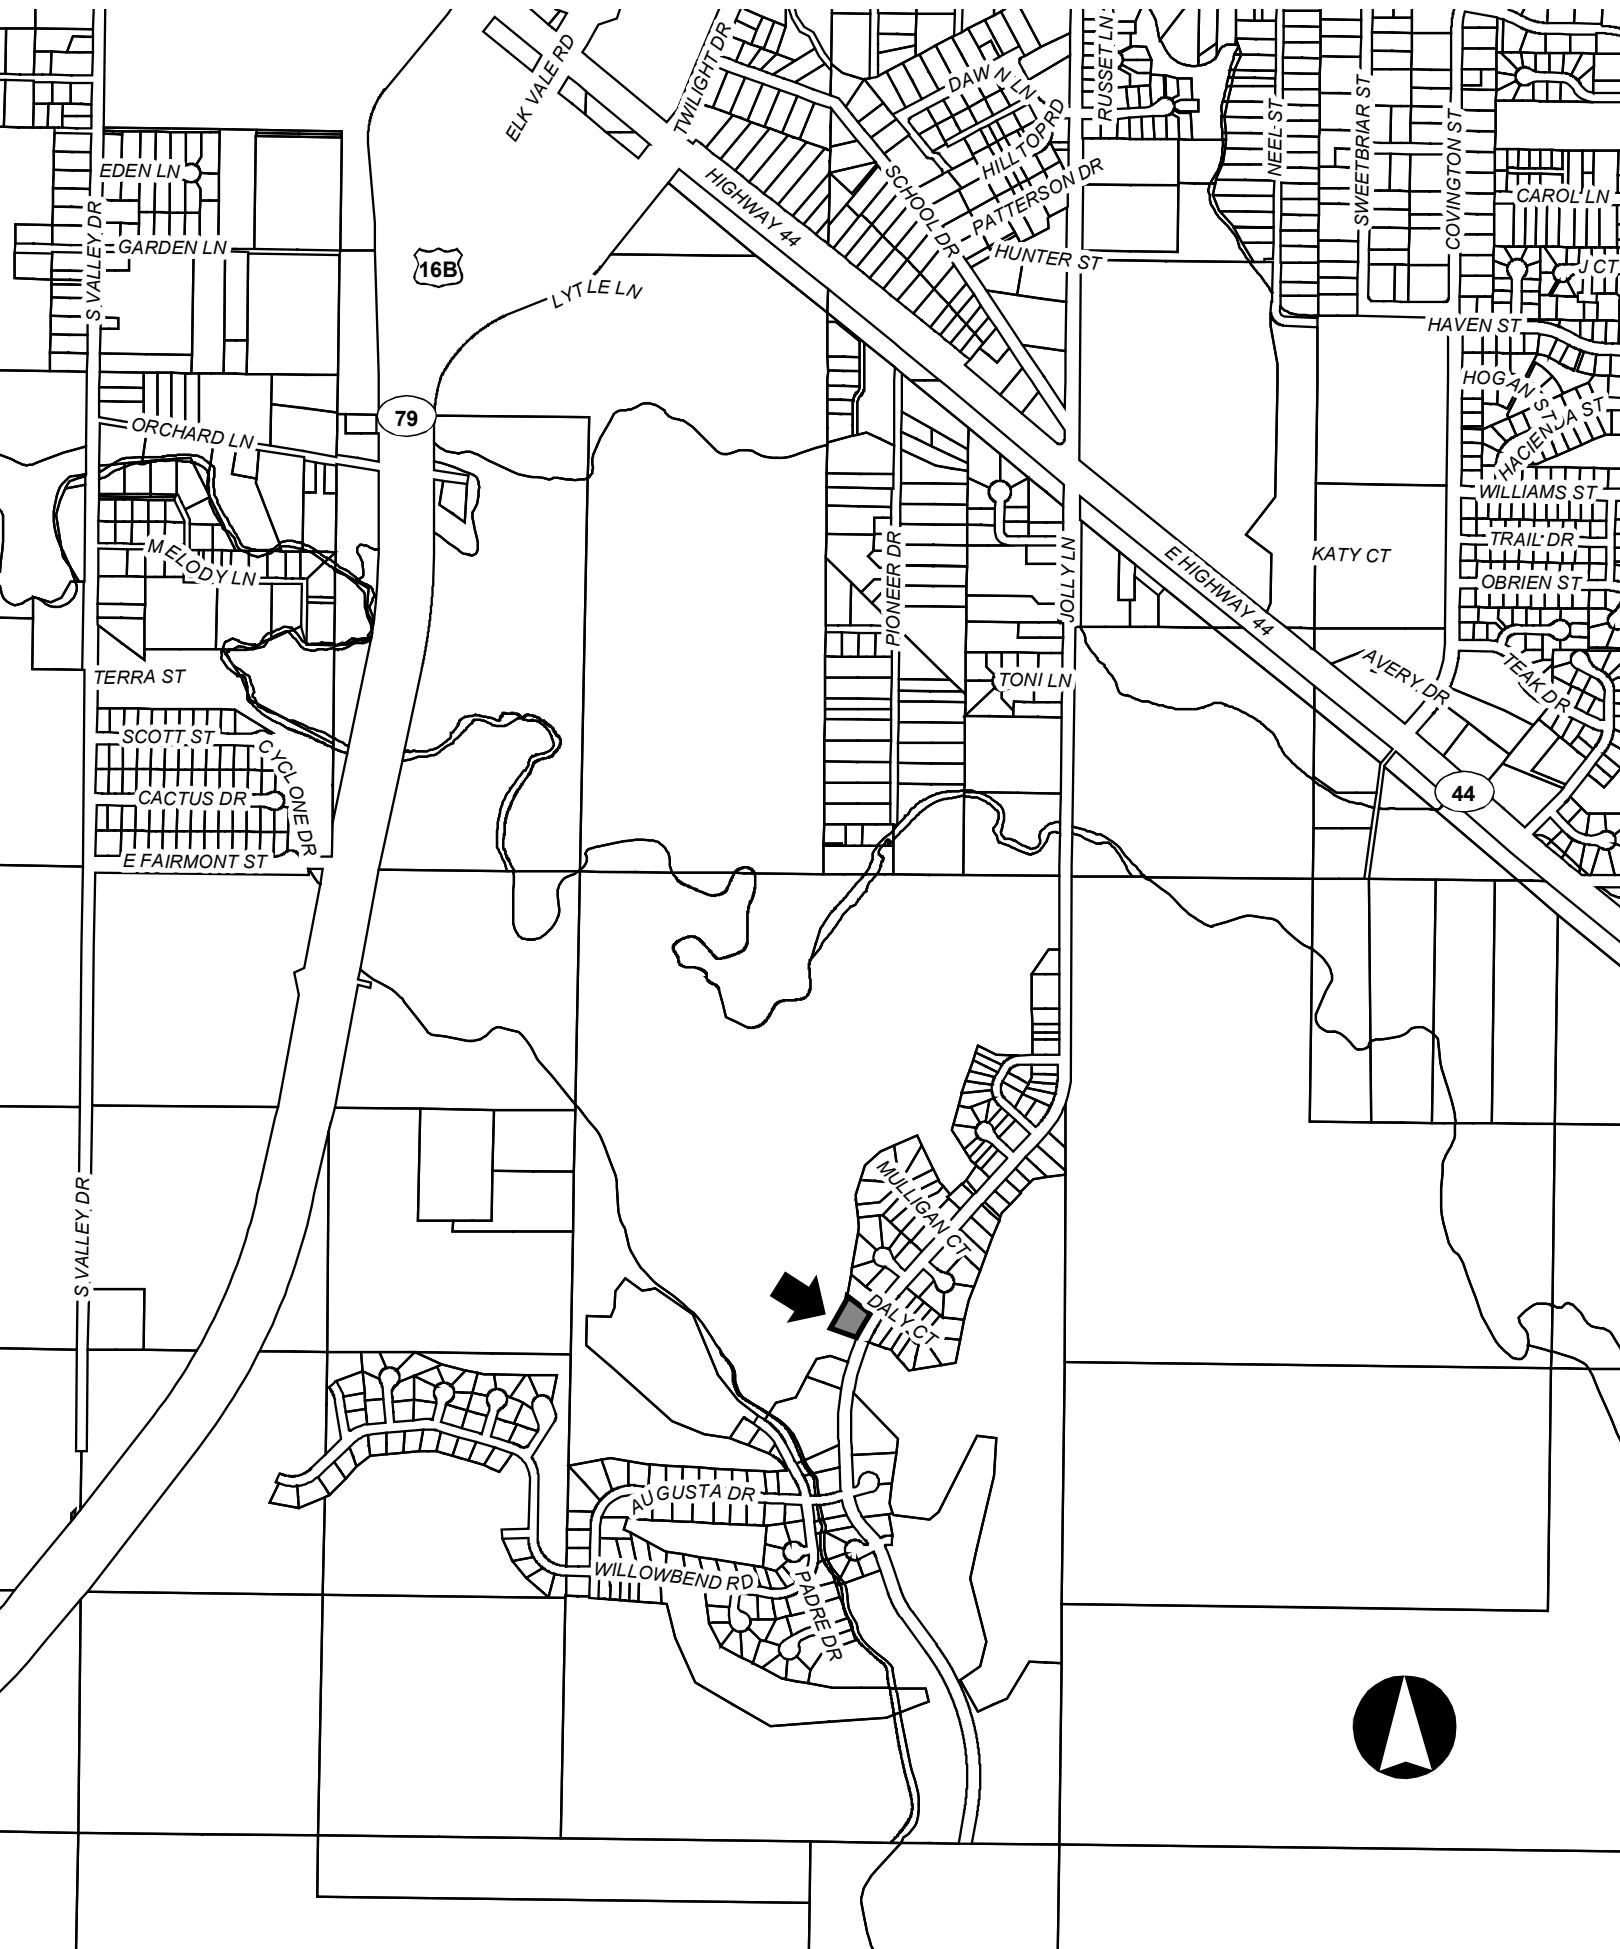 ELK VALE RD
TWILIGHT DR
DAWN LN
RUSSET LN
HILLTOP RD
NEEL ST
SWEETBRIAR ST
COVINGTON ST
EDEN LN
SCHOOL DR
PATTERSON DR
CAROL LN
HIGHWAY 44
S VALLEY DR
GARDEN LN
16B
HUNTER ST
J CT
LYTLE LN
HAVEN ST
HOGAN ST
HACIENDA ST
79
ORCHARD LN
WILLIAMS ST
TRAIL DR
MELODY LN
PIONEER DR
JOLLY LN
E HIGHWAY 44
KATY CT
OBRIEN ST
TERRA ST
TONI LN
AVERY DR
TEAK DR
SCOTT ST
CYCLONE DR
CACTUS DR
44
E FAIRMONT ST
MULLIGAN CT
S VALLEY DR
DALY CT
AUGUSTA DR
WILLOWBEND RD
PADRE DR